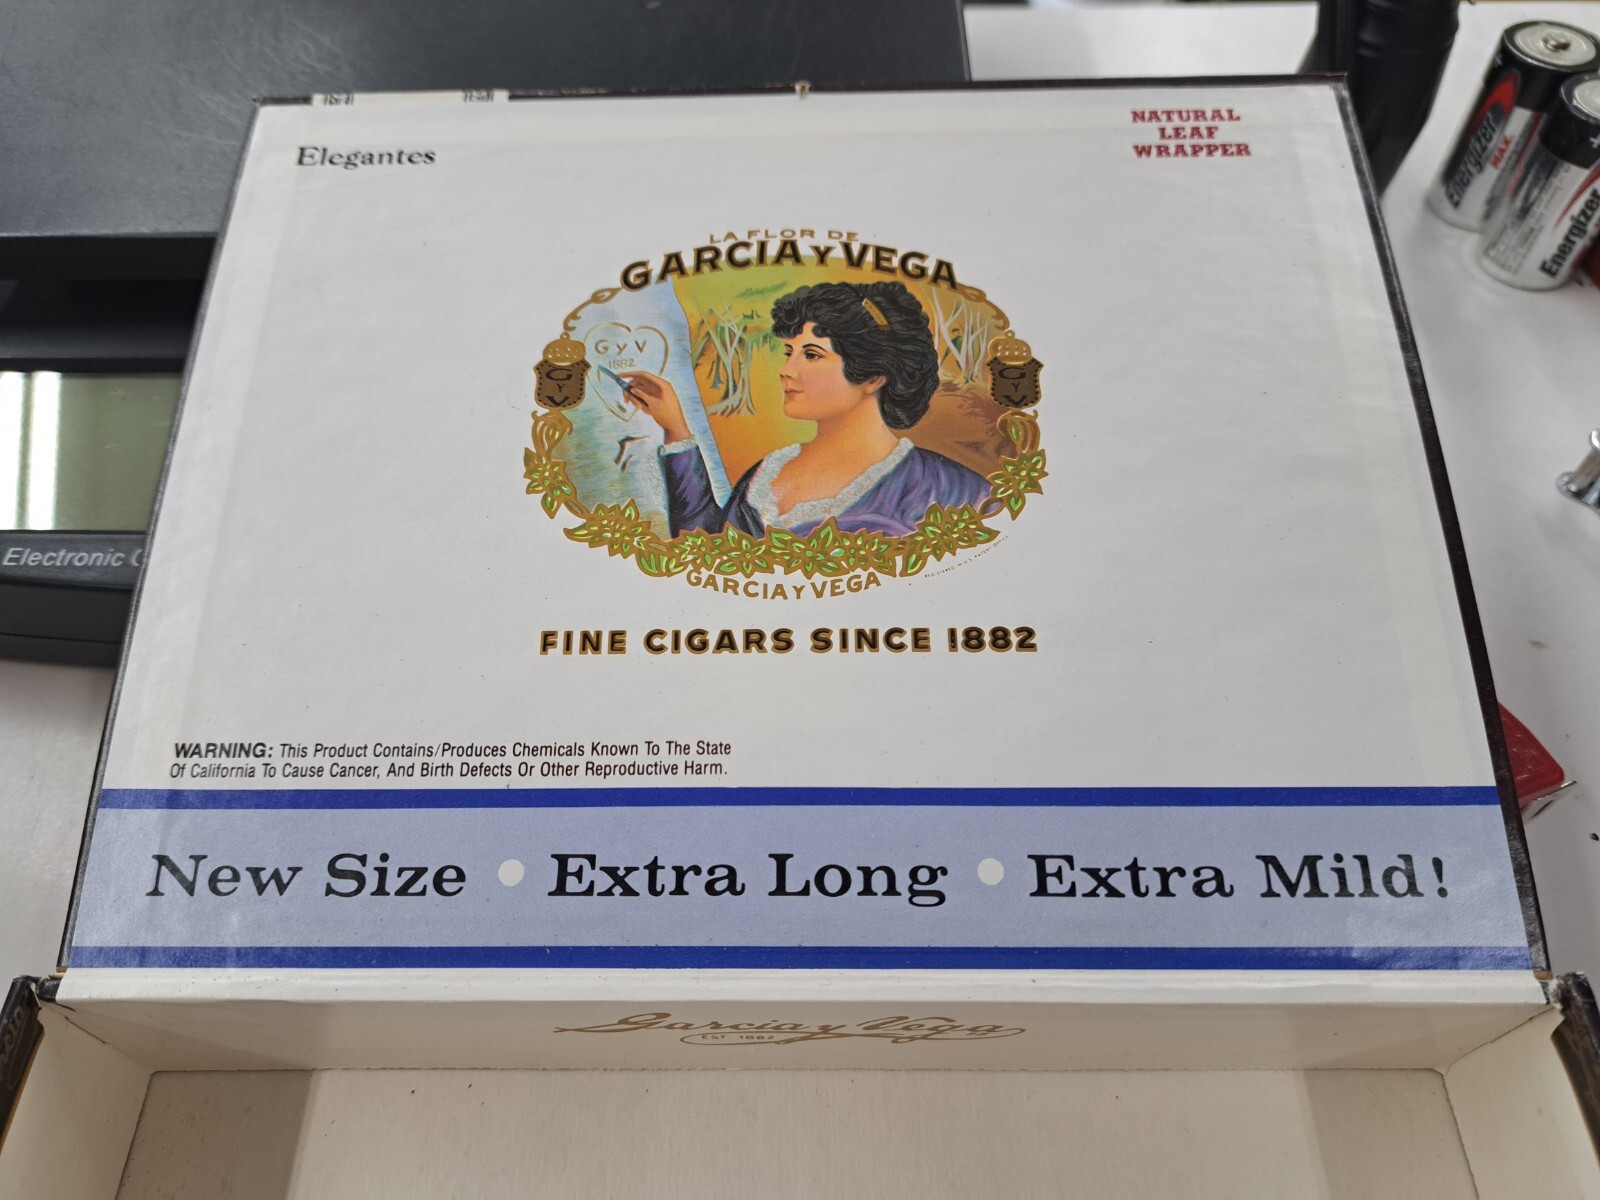 Elegantes
NATURAL
LEAF
WRAPPER
LA FLOR DE
GARCIA Y VEGA
G y V
1882
G
Y
V
G
Y
V
GARCIA Y VEGA
FINE CIGARS SINCE 1882
WARNING: This Product Contains/Produces Chemicals Known To The State
Of California To Cause Cancer, And Birth Defects Or Other Reproductive Harm.
New Size • Extra Long • Extra Mild!
Garcia y Vega
EST 1882
Electronic
Energizer
MAX
Energizer